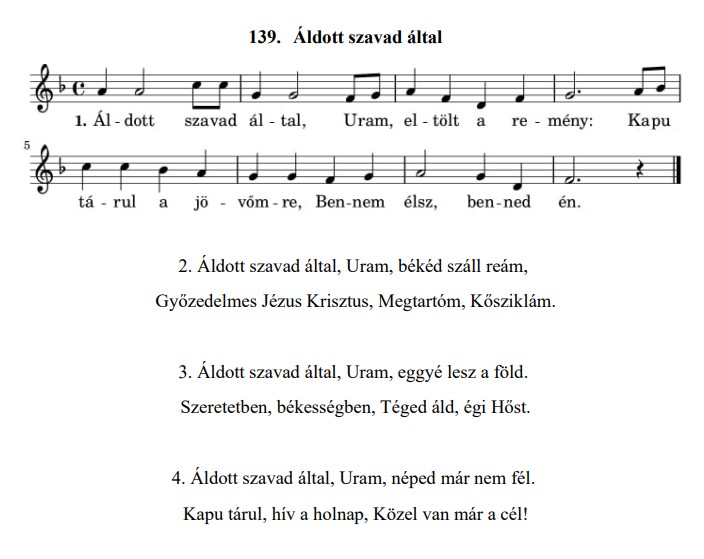 139. Áldott szavad által
1. Ál - dott szavad ál - tal, Uram, el - tölt a re - mény: Kapu
5
tá - rul a jö - vőm - re, Ben - nem élsz, ben - ned én.
2. Áldott szavad által, Uram, békéd száll reám,
Győzedelmes Jézus Krisztus, Megtartóm, Kősziklám.
3. Áldott szavad által, Uram, eggyé lesz a föld.
Szeretetben, békességben, Téged áld, égi Hőst.
4. Áldott szavad által, Uram, néped már nem fél.
Kapu tárul, hív a holnap, Közel van már a cél!